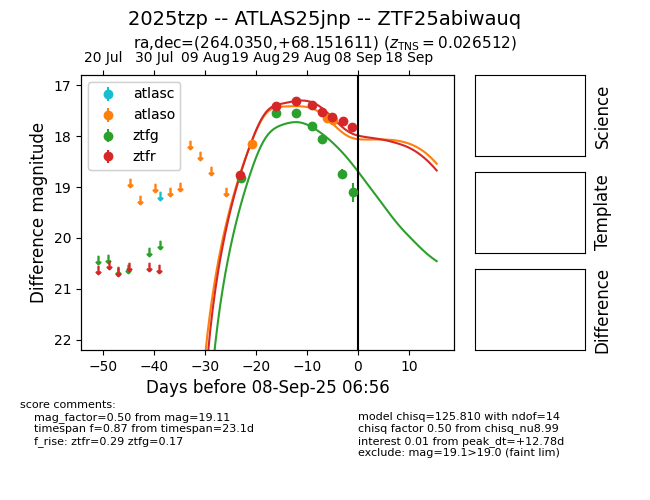 2025tzp -- ATLAS25jnp -- ZTF25abiwauq
ra,dec=(264.0350,+68.151611) (z_TNS = 0.026512)
20 Jul 30 Jul 09 Aug 19 Aug 29 Aug 08 Sep 18 Sep
atlasc
atlaso
ztfg
ztfr
17
18
19
20
21
22
Difference magnitude
−50 −40 −30 −20 −10 0 10
Days before 08-Sep-25 06:56
Science
Template
Difference
score comments:
mag_factor=0.50 from mag=19.11
timespan f=0.87 from timespan=23.1d
f_rise: ztfr=0.29 ztfg=0.17
model chisq=125.810 with ndof=14
chisq factor 0.50 from chisq_nu8.99
interest 0.01 from peak_dt=+12.78d
exclude: mag=19.1>19.0 (faint lim)